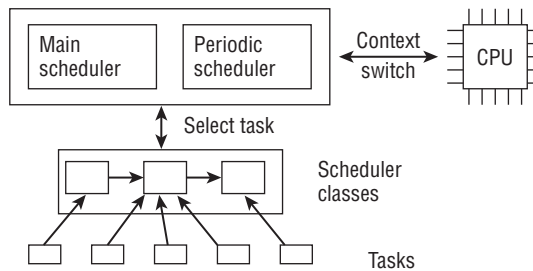 Main
scheduler
Periodic
scheduler
Context
switch
CPU
Select task
Scheduler
classes
Tasks